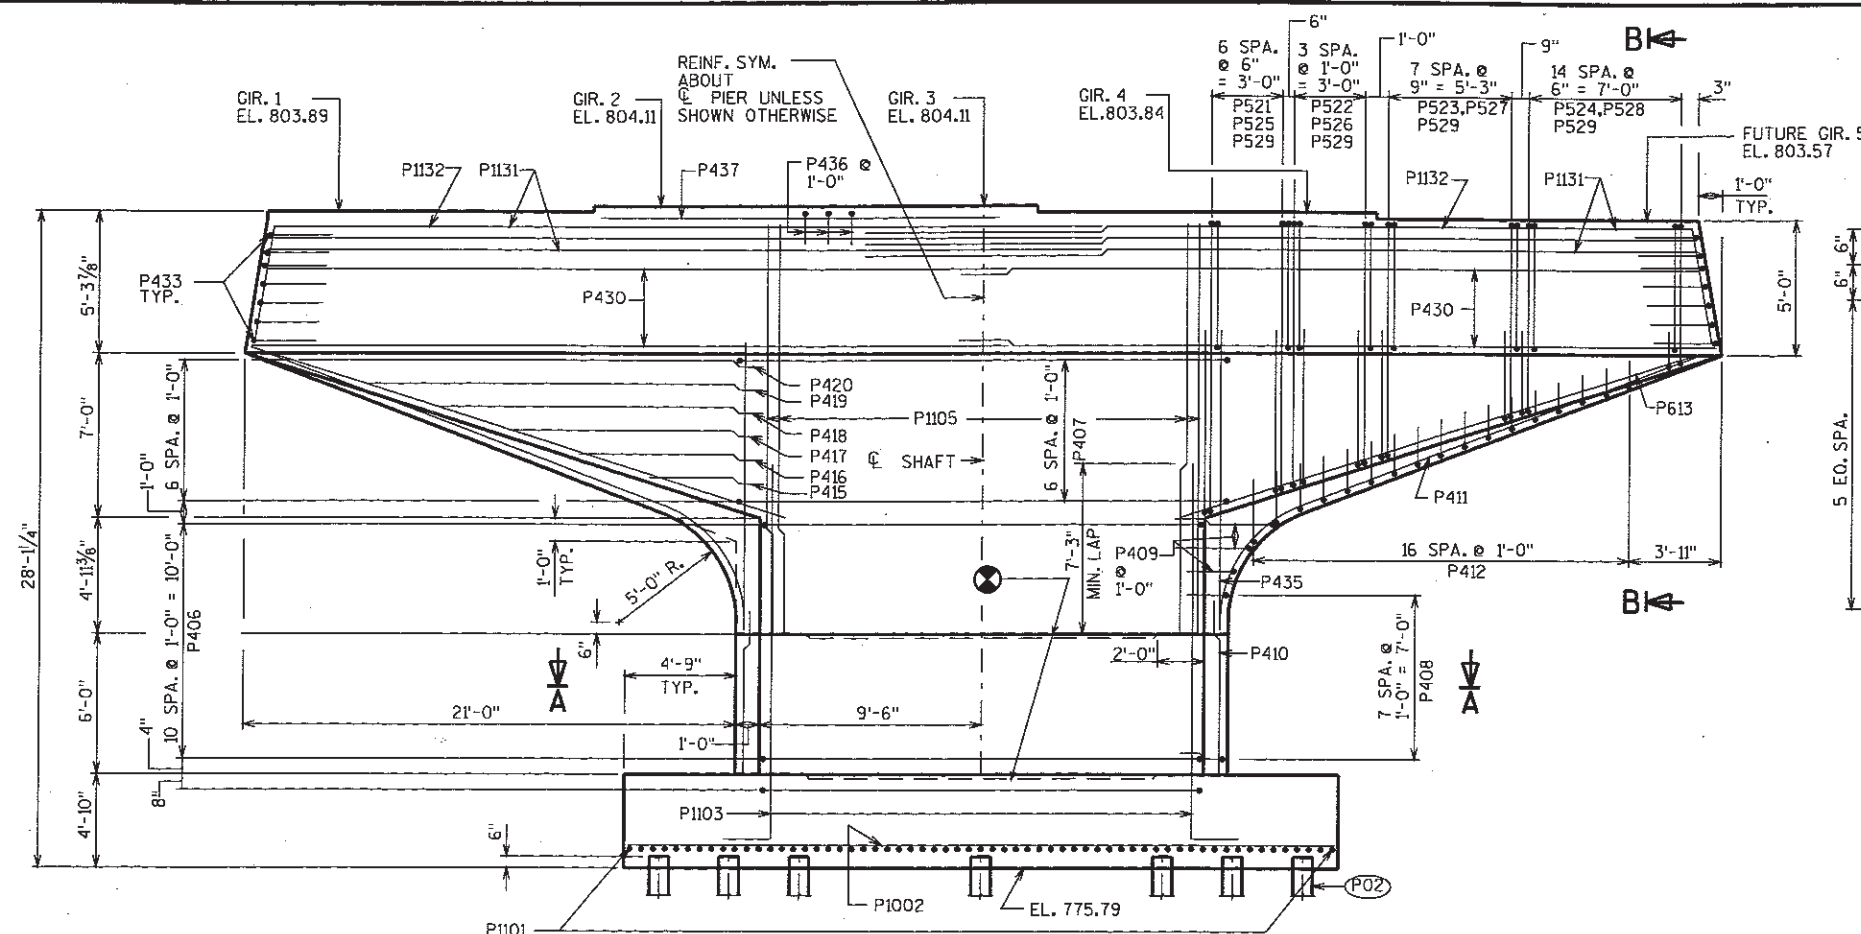 6"
B
6 SPA.
@ 6"
= 3'-0"
P521
P525
P529
3 SPA.
@ 1'-0"
= 3'-0"
P522
P526
P529
1'-0"
7 SPA. @
9" = 5'-3"
P523,P527
P529
9"
14 SPA. @
6" = 7'-0"
P524,P528
P529
3"
REINF. SYM.
ABOUT
℄ PIER UNLESS
SHOWN OTHERWISE
GIR. 1
EL. 803.89
GIR. 2
EL. 804.11
GIR. 3
EL. 804.11
GIR. 4
EL.803.84
FUTURE GIR. 5
EL. 803.57
P1132
P1131
P437
P436 @
1'-0"
P1132
P1131
1'-0"
TYP.
P433
TYP.
5'-3⅞"
P430
P430
5'-0"
6"
6"
5 EQ. SPA.
28'-1¼"
7'-0"
1'-0"
6 SPA. @ 1'-0"
P420
P419
P418
P417
P416
P415
P1105
℄ SHAFT
6 SPA. @ 1'-0"
P407
P613
P411
4'-11⅜"
1'-0"
TYP.
5'-0" R.
7'-3"
MIN. LAP
P409
@
1'-0"
P435
16 SPA. @ 1'-0"
P412
3'-11"
B
10 SPA. @ 1'-0" = 10'-0"
P406
6"
4'-9"
TYP.
A
2'-0"
P410
7 SPA. @
1'-0" = 7'-0"
P408
A
6'-0"
21'-0"
1'-0"
9'-6"
4"
8"
4'-10"
P1103
6"
P1002
EL. 775.79
P02
P1101